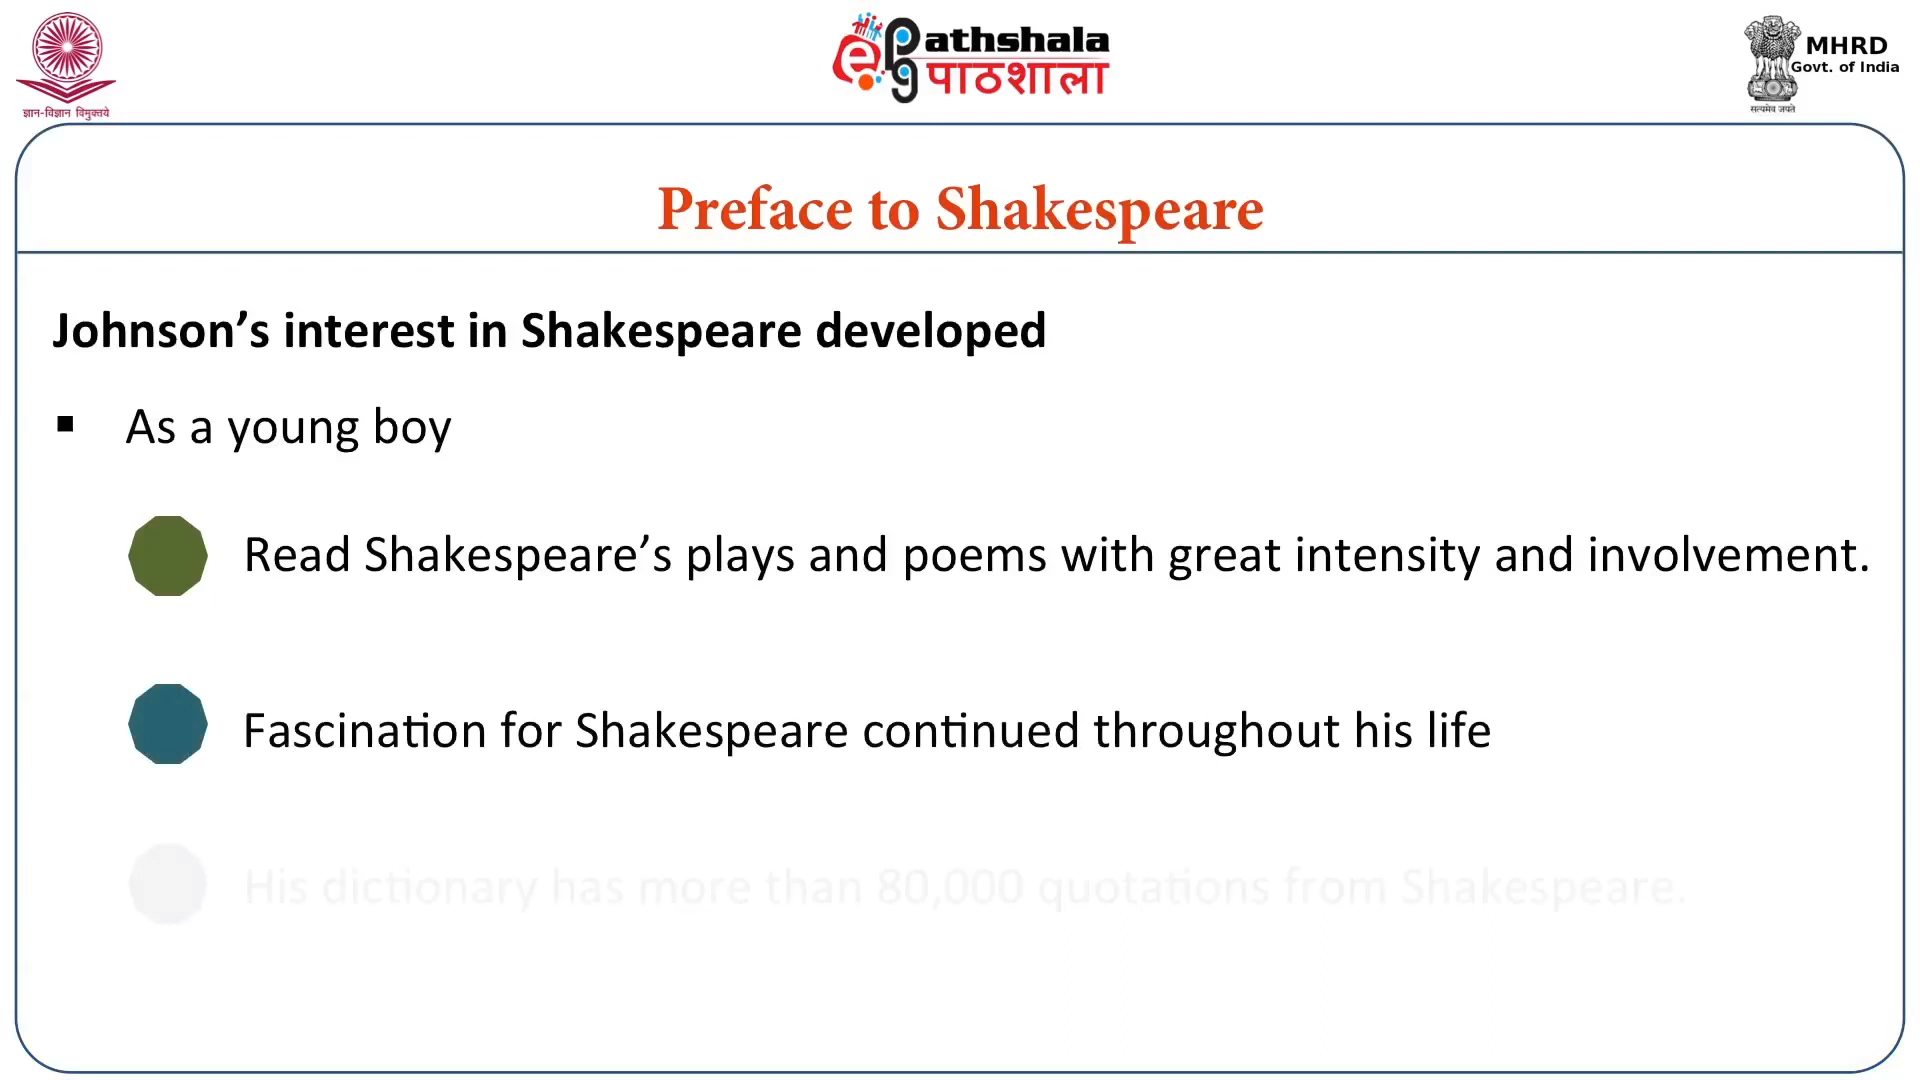 ज्ञान-विज्ञान विमुक्तये
e pg Pathshala
पाठशाला
MHRD
Govt. of India
सत्यमेव जयते
Preface to Shakespeare
Johnson’s interest in Shakespeare developed
▪ As a young boy
Read Shakespeare’s plays and poems with great intensity and involvement.
Fascination for Shakespeare continued throughout his life
His dictionary has more than 80,000 quotations from Shakespeare.